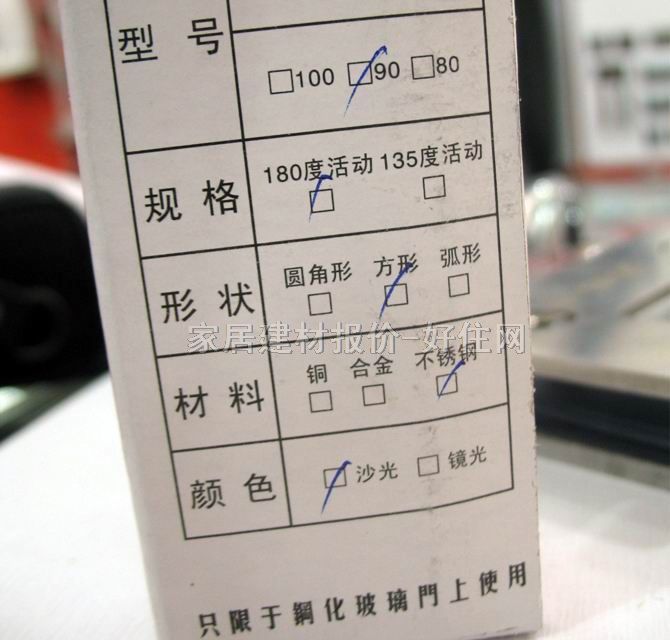 型号
□100 □90 □80
规格
180度活动 135度活动
□ □
形状
圆角形 方形 弧形
□ □ □
家居建材报价-好住网
材料
铜 合金 不锈钢
□ □ □
颜色
□沙光 □镜光
只限于鋼化玻璃門上使用